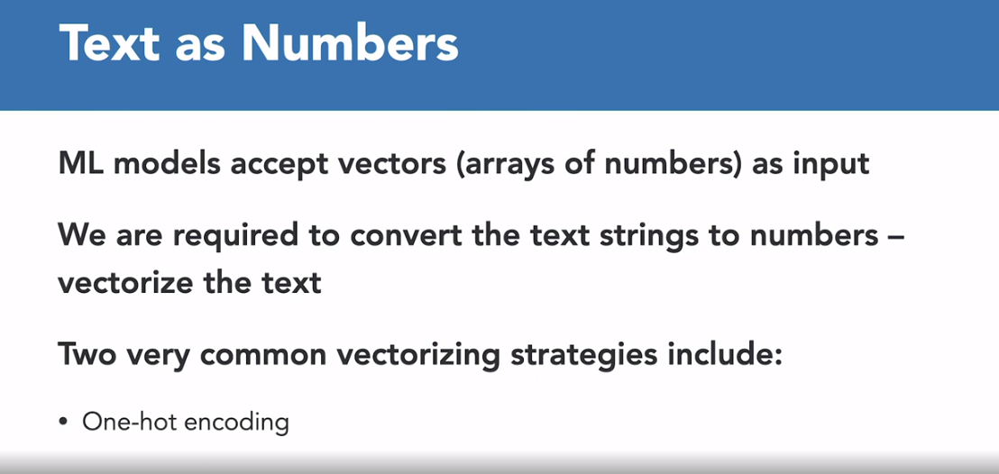 Text as Numbers
ML models accept vectors (arrays of numbers) as input
We are required to convert the text strings to numbers –
vectorize the text
Two very common vectorizing strategies include:
• One-hot encoding